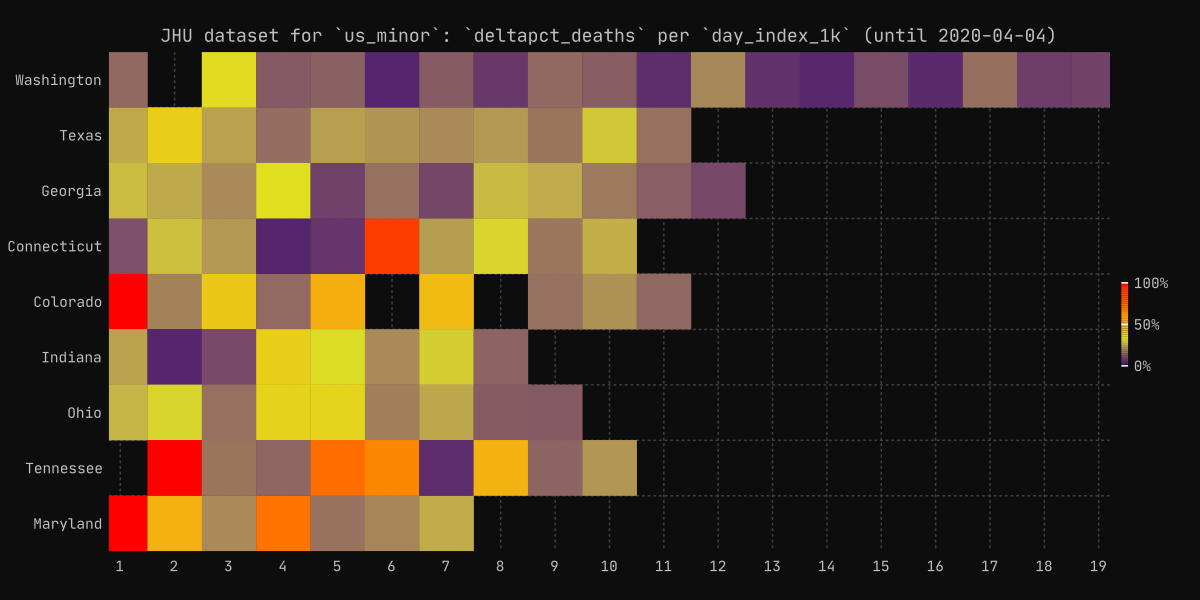 JHU dataset for `us_minor`: `deltapct_deaths` per `day_index_1k` (until 2020-04-04)
Washington
Texas
Georgia
Connecticut
Colorado
Indiana
Ohio
Tennessee
Maryland
1 2 3 4 5 6 7 8 9 10 11 12 13 14 15 16 17 18 19
100%
50%
0%